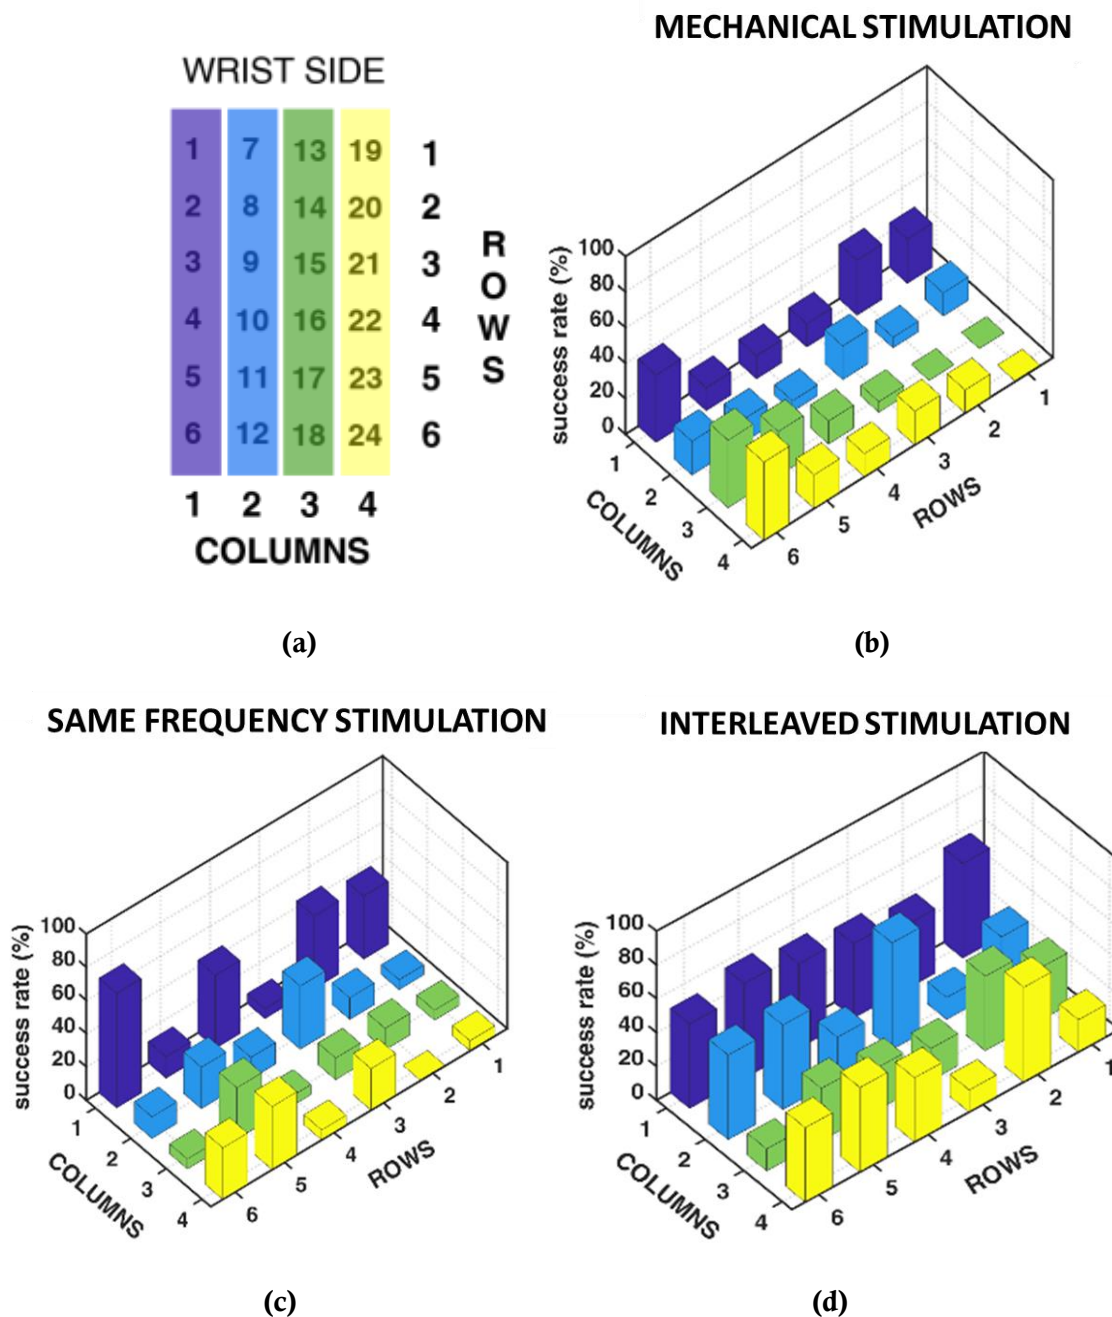 MECHANICAL STIMULATION
WRIST SIDE
1 7 13 19 1
2 8 14 20 2
3 9 15 21 3
4 10 16 22 4
5 11 17 23 5
6 12 18 24 6
ROWS
1 2 3 4
COLUMNS
(a)
success rate (%)
100
80
60
40
20
0
1
2
3
4
COLUMNS
6
5
4
3
2
1
ROWS
(b)
SAME FREQUENCY STIMULATION
success rate (%)
100
80
60
40
20
0
1
2
3
4
COLUMNS
6
5
4
3
2
1
ROWS
(c)
INTERLEAVED STIMULATION
success rate (%)
100
80
60
40
20
0
1
2
3
4
COLUMNS
6
5
4
3
2
1
ROWS
(d)